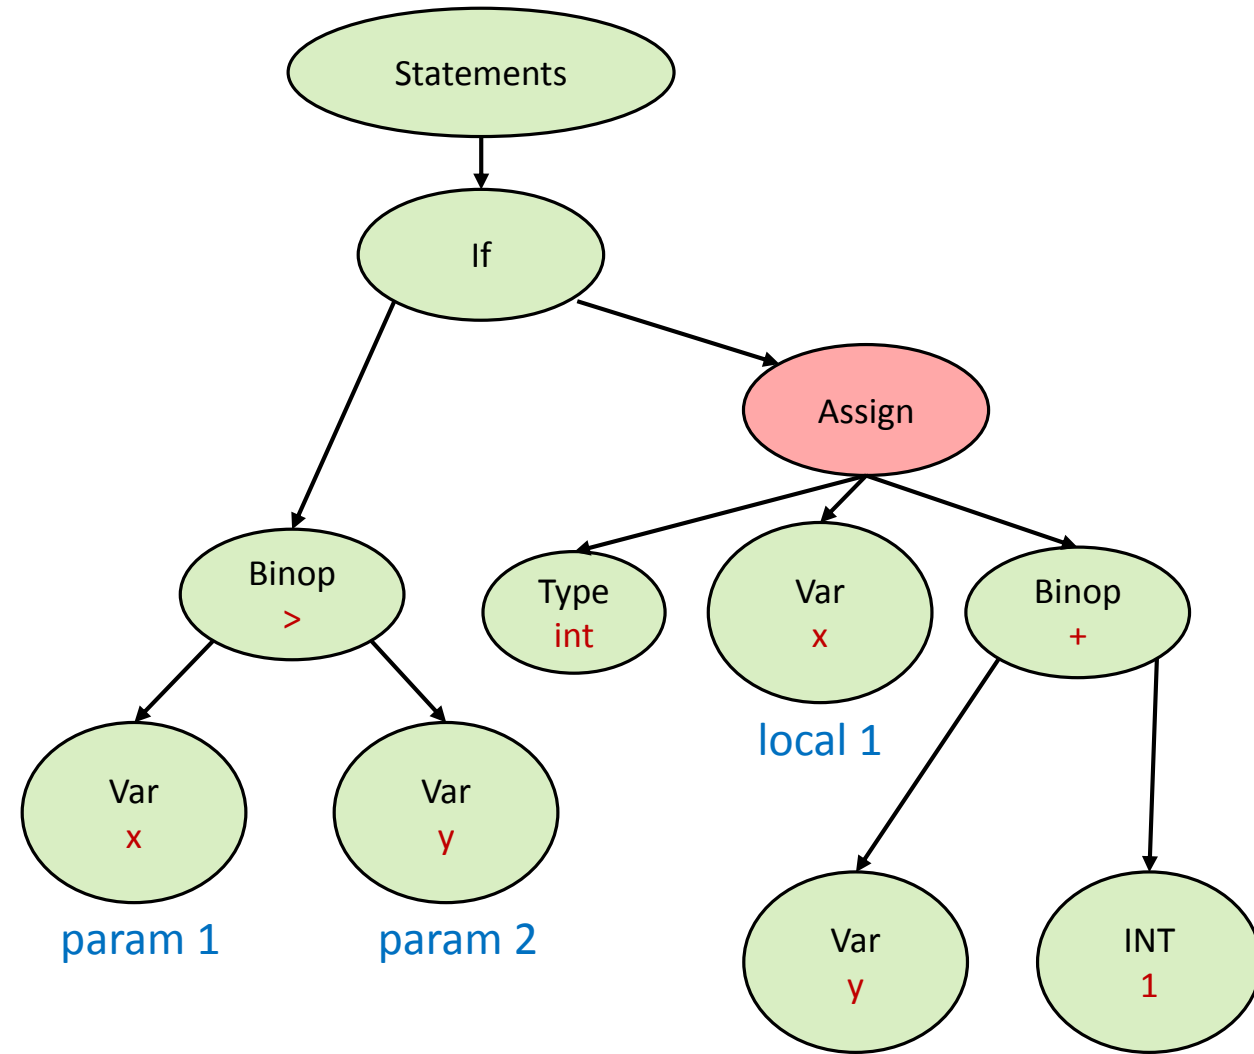 Statements
If
Assign
Binop
>
Type
int
Var
x
Binop
+
local 1
Var
x
Var
y
param 1
param 2
Var
y
INT
1